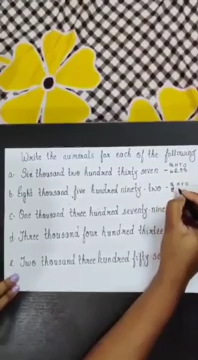 Write the numerals for each of the following
a- Six thousand two hundred thirty seven -
b. Eight thousand five hundred ninety - two -
c- One thousand three hundred seventy nine
d Three thousand four hundred thirteen
e Two thousand three hundred fifty